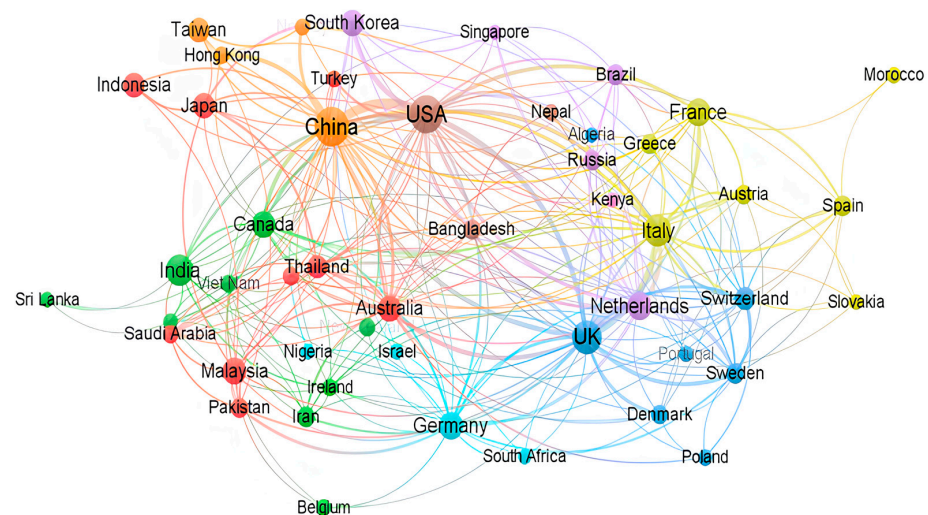 South Korea
Taiwan
Singapore
Hong Kong
Turkey
Brazil
Morocco
Indonesia
Japan
China
USA
Nepal
France
Algeria
Greece
Russia
Kenya
Austria
Spain
Canada
Bangladesh
Italy
India
Thailand
Viet Nam
Sri Lanka
Australia
Netherlands
Switzerland
Slovakia
Saudi Arabia
UK
Nigeria
Israel
Portugal
Malaysia
Ireland
Sweden
Pakistan
Iran
Germany
Denmark
South Africa
Poland
Belgium